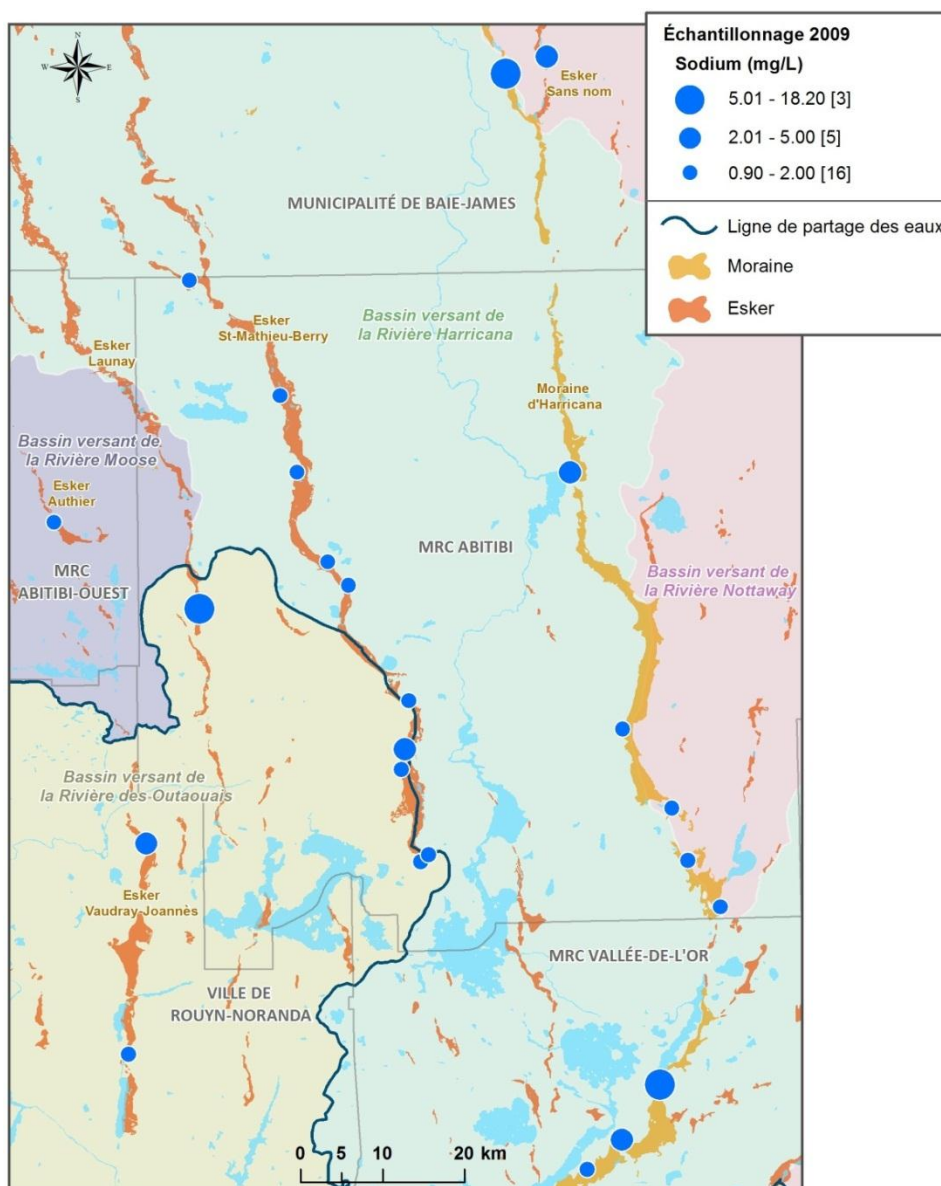 Échantillonnage 2009
Sodium (mg/L)
5.01 - 18.20 [3]
2.01 - 5.00 [5]
0.90 - 2.00 [16]
Ligne de partage des eaux
Moraine
Esker
N
W
E
S
Esker
Sans nom
MUNICIPALITÉ DE BAIE-JAMES
Esker
St-Mathieu-Berry
Bassin versant de
la Rivière Harricana
Esker
Launay
Moraine
d'Harricana
Bassin versant de
la Rivière Moose
Esker
Authier
MRC ABITIBI
MRC
ABITIBI-OUEST
Bassin versant de
la Rivière Nottaway
Bassin versant de
la Rivière des Outaouais
Esker
Vaudray-Joannès
MRC VALLÉE-DE-L'OR
VILLE DE
ROUYN-NORANDA
0 5 10 20 km